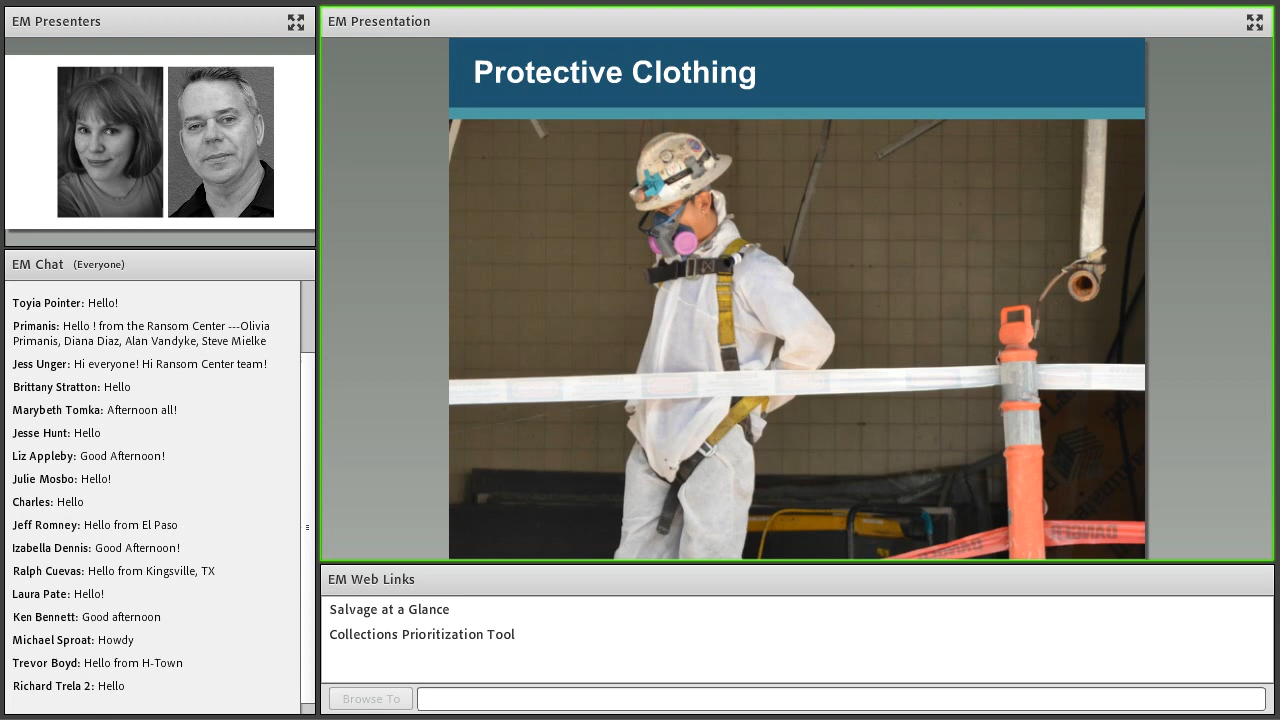 EM Presenters
EM Presentation
Protective Clothing
EM Chat (Everyone)
Toyia Pointer: Hello!
Primanis: Hello ! from the Ransom Center ---Olivia
Primanis, Diana Diaz, Alan Vandyke, Steve Mielke
Jess Unger: Hi everyone! Hi Ransom Center team!
Brittany Stratton: Hello
Marybeth Tomka: Afternoon all!
Jesse Hunt: Hello
Liz Appleby: Good Afternoon!
Julie Mosbo: Hello!
Charles: Hello
Jeff Romney: Hello from El Paso
Izabella Dennis: Good Afternoon!
Ralph Cuevas: Hello from Kingsville, TX
Laura Pate: Hello!
Ken Bennett: Good afternoon
Michael Sproat: Howdy
Trevor Boyd: Hello from H-Town
Richard Trela 2: Hello
DANGER
EM Web Links
Salvage at a Glance
Collections Prioritization Tool
Browse To